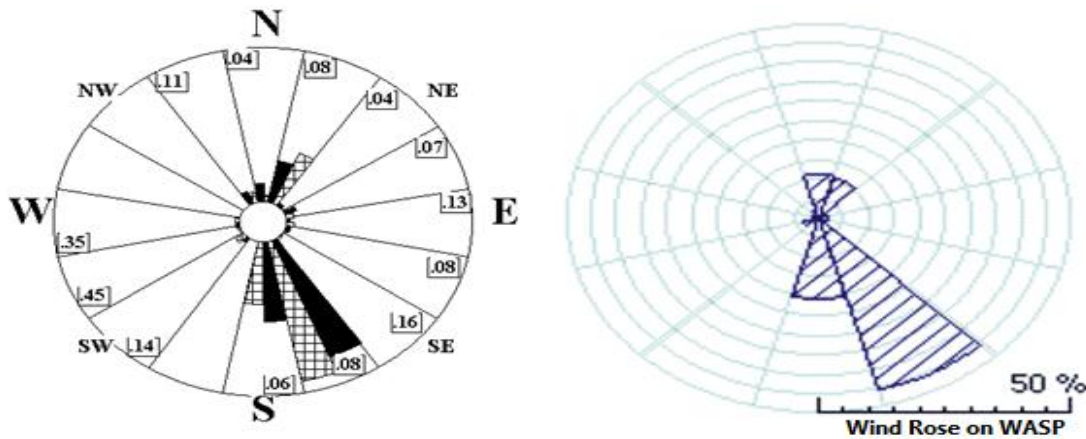 N
.04
.08
.11
NW
NE
.04
.07
W
.13
E
.35
.08
.45
.16
SW
.14
SE
.08
.06
S
50 %
Wind Rose on WASP